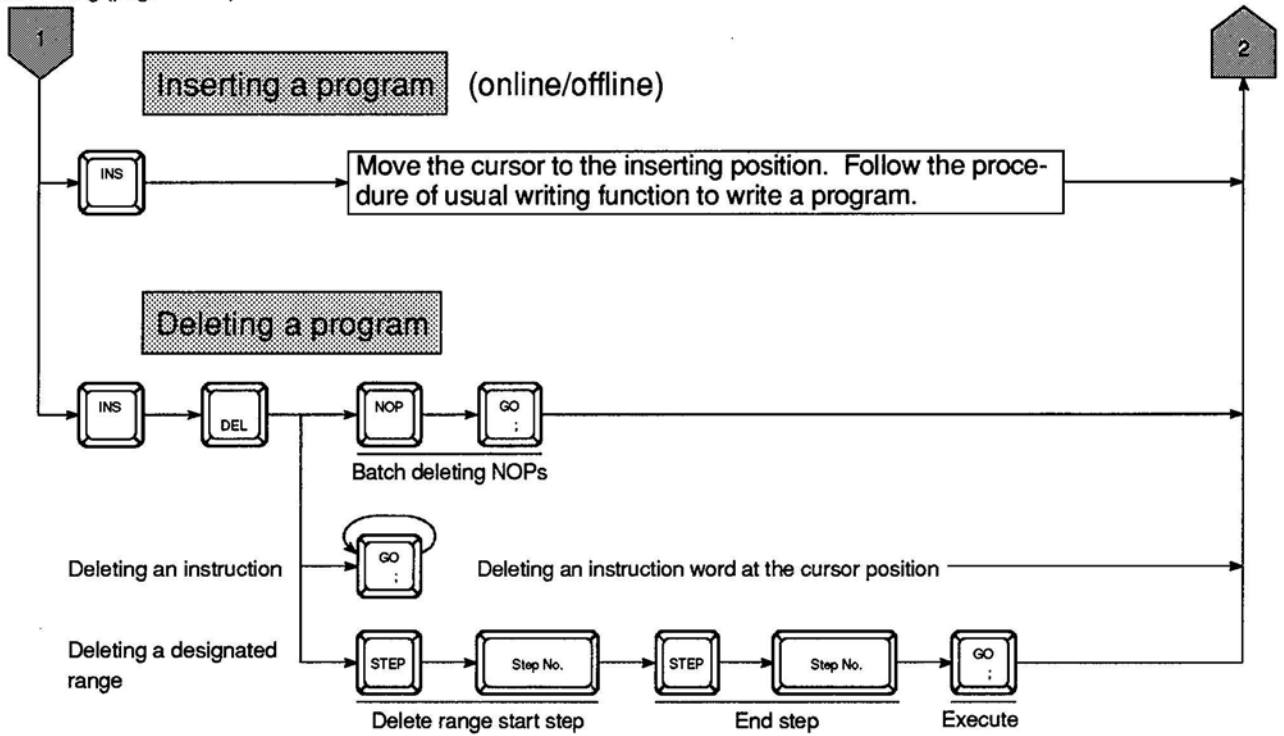 1
2
Inserting a program (online/offline)
INS
Move the cursor to the inserting position. Follow the proce-
dure of usual writing function to write a program.
Deleting a program
INS
DEL
NOP
GO
;
Batch deleting NOPs
Deleting an instruction
GO
;
Deleting an instruction word at the cursor position
Deleting a designated
range
STEP
Step No.
STEP
Step No.
GO
;
Delete range start step
End step
Execute